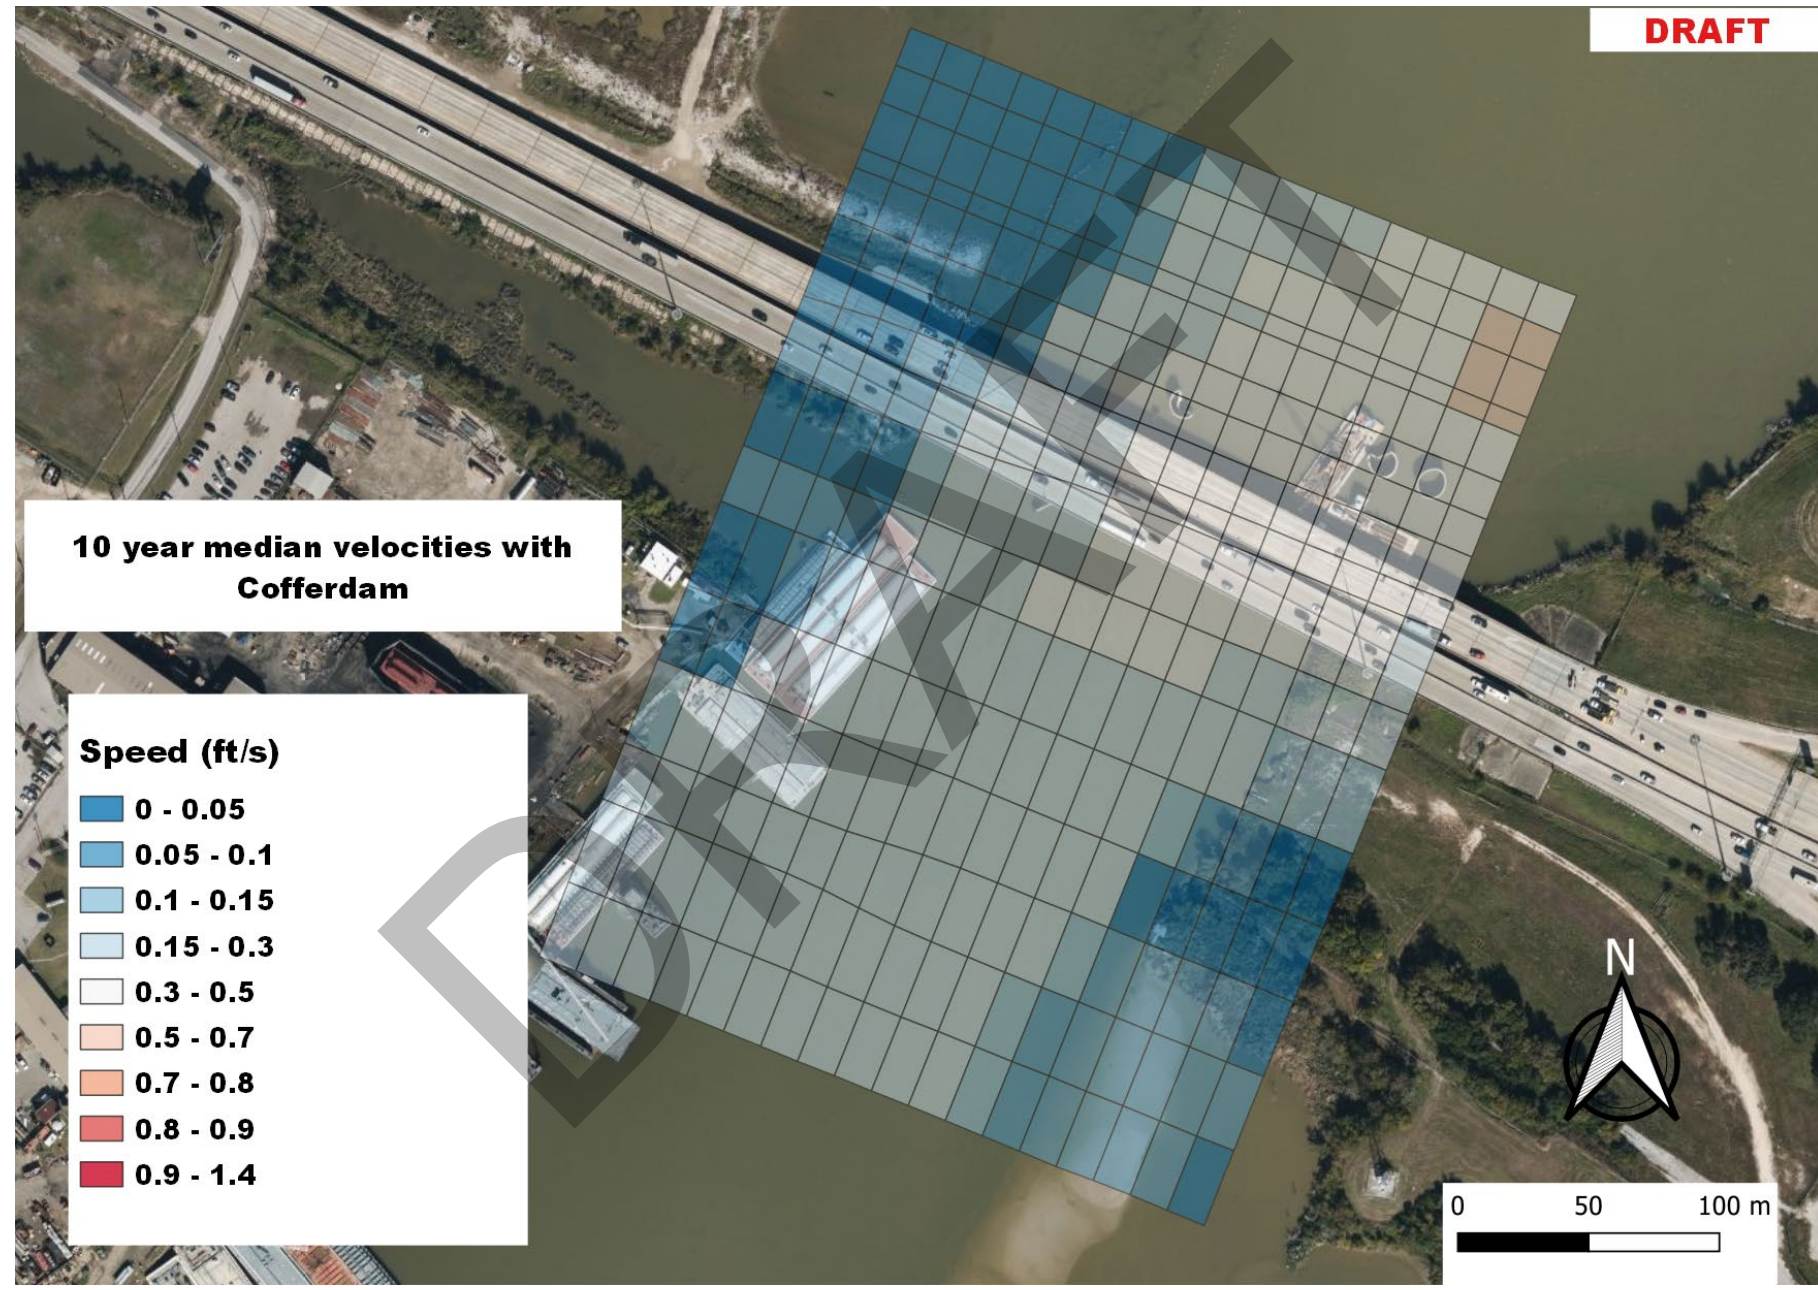 DRAFT
DRAFT
10 year median velocities with
Cofferdam
Speed (ft/s)
0 - 0.05
0.05 - 0.1
0.1 - 0.15
0.15 - 0.3
0.3 - 0.5
0.5 - 0.7
0.7 - 0.8
0.8 - 0.9
0.9 - 1.4
N
0 50 100 m